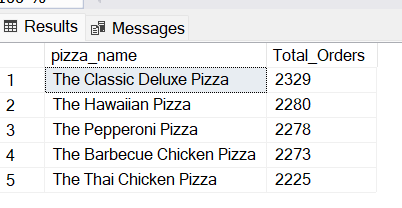 Results Messages
pizza_name Total_Orders
1 The Classic Deluxe Pizza 2329
2 The Hawaiian Pizza 2280
3 The Pepperoni Pizza 2278
4 The Barbecue Chicken Pizza 2273
5 The Thai Chicken Pizza 2225